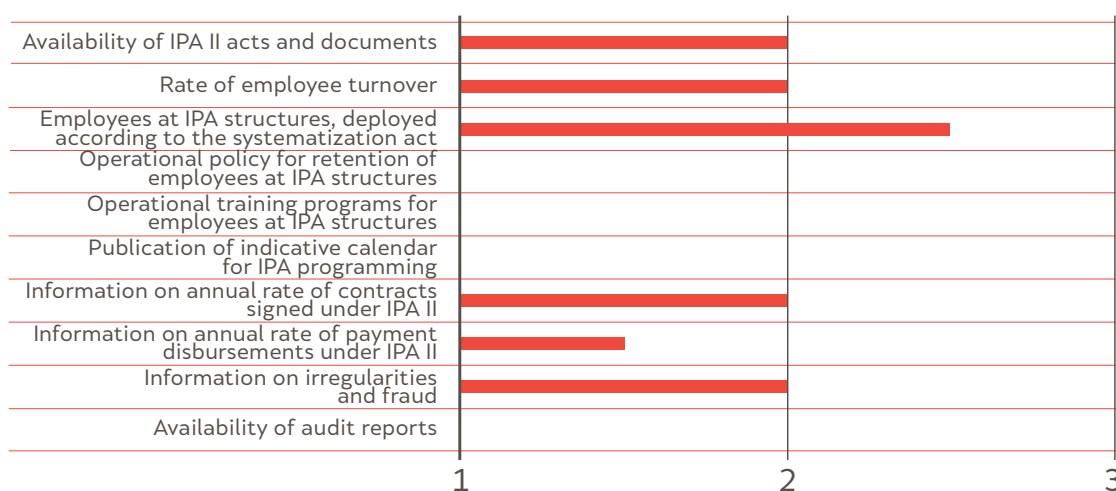 Availability of IPA II acts and documents
Rate of employee turnover
Employees at IPA structures, deployed
according to the systematization act
Operational policy for retention of
employees at IPA structures
Operational training programs for
employees at IPA structures
Publication of indicative calendar
for IPA programming
Information on annual rate of contracts
signed under IPA II
Information on annual rate of payment
disbursements under IPA II
Information on irregularities
and fraud
Availability of audit reports
1 2 3